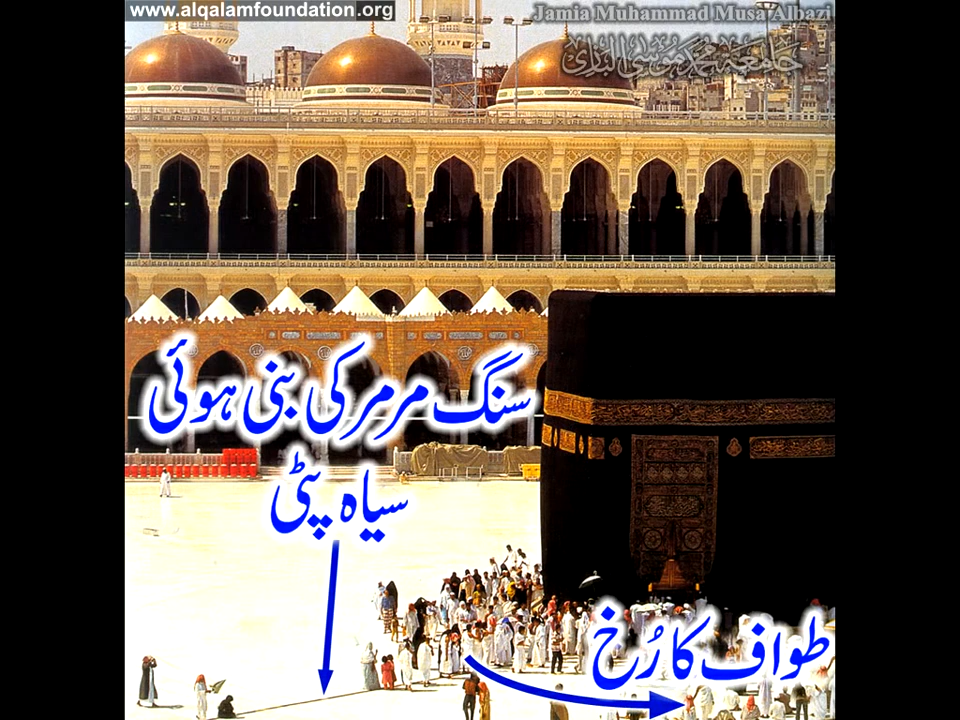 www.alqalamfoundation.org
Jamia Muhammad Musa Albazi
جامعہ محمد موسیٰ البازی
سنگ مرمر کی بنی ہوئی
سیاہ پٹی
طواف کا رُخ